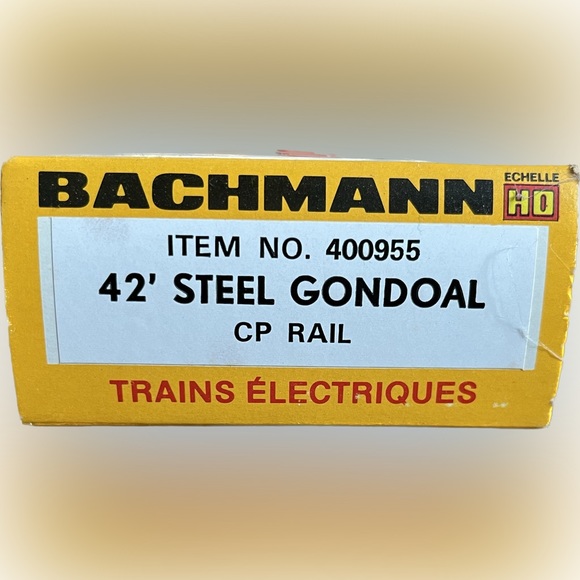 BACHMANN ECHELLE HO
ITEM NO. 400955
42' STEEL GONDOAL
CP RAIL
TRAINS ÉLECTRIQUES